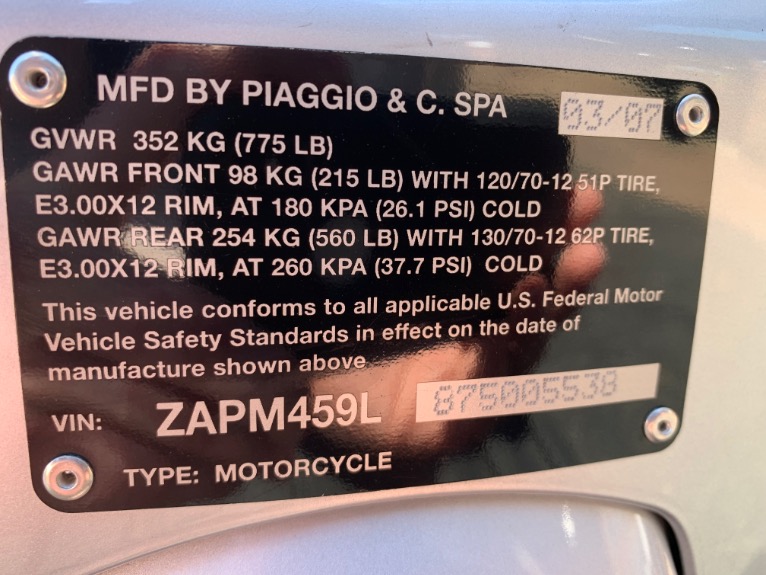 MFD BY PIAGGIO & C. SPA 03/07
GVWR 352 KG (775 LB)
GAWR FRONT 98 KG (215 LB) WITH 120/70-12 51P TIRE,
E3.00X12 RIM, AT 180 KPA (26.1 PSI) COLD
GAWR REAR 254 KG (560 LB) WITH 130/70-12 62P TIRE,
E3.00X12 RIM, AT 260 KPA (37.7 PSI) COLD
This vehicle conforms to all applicable U.S. Federal Motor
Vehicle Safety Standards in effect on the date of
manufacture shown above
VIN: ZAPM459L 875005538
TYPE: MOTORCYCLE